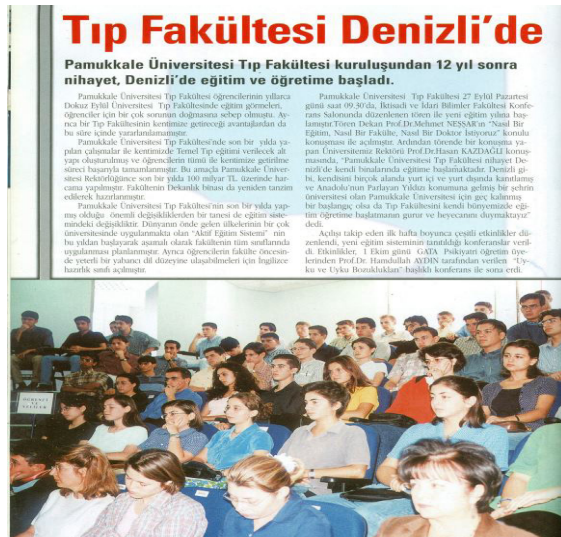 Tıp Fakültesi Denizli’de
Pamukkale Üniversitesi Tıp Fakültesi kuruluşundan 12 yıl sonra
nihayet, Denizli’de eğitim ve öğretime başladı.
Pamukkale Üniversitesi Tıp Fakültesi öğrencilerinin yıllarca
Dokuz Eylül Üniversitesi Tıp Fakültesinde eğitim görmeleri,
öğrenciler için bir çok sorunun doğmasına sebep olmuştu. Ay-
rıca bir Tıp Fakültesinin kentimize getireceği avantajlardan da
bu süre içinde yararlanılamamıştır.
Pamukkale Üniversitesi Tıp Fakültesi'nde son bir yılda ya-
pılan çalışmalar ile kentimizde Temel Tıp eğitimi verilecek alt
yapı oluşturulmuş ve öğrencilerin tümü ile kentimize getirilme
süreci başarıyla tamamlanmıştır. Bu amaçla Pamukkale Üniver-
sitesi Rektörlüğünce son bir yılda 100 milyar TL üzerinde har-
cama yapılmıştır. Fakültenin Dekanlık binası da yeniden tanzim
edilerek hazırlanmıştır.
Pamukkale Üniversitesi Tıp Fakültesi'nin son bir yılda yap-
mış olduğu önemli değişikliklerden bir tanesi de eğitim siste-
mindeki değişikliktir. Dünyanın önde gelen ülkelerinin bir çok
üniversitesinde uygulanmakta olan "Aktif Eğitim Sistemi" nin
bu yıldan başlayarak aşamalı olarak fakültenin tüm sınıflarında
uygulanması planlanmıştır. Ayrıca öğrencilerin fakülte öncesin-
de yeterli bir yabancı dil düzeyine ulaşabilmeleri için İngilizce
hazırlık sınıfı açılmıştır.
Pamukkale Üniversitesi Tıp Fakültesi 27 Eylül Pazartesi
günü saat 09.30'da, İktisadi ve İdari Bilimler Fakültesi Konfe-
rans Salonunda düzenlenen tören ile yeni eğitim yılına baş-
lamıştır.Tören Dekan Prof.Dr.Mehmet NEŞŞAR'ın "Nasıl Bir
Eğitim, Nasıl Bir Fakülte, Nasıl Bir Doktor İstiyoruz" konulu
konuşması ile açılmıştır. Ardından törende bir konuşma ya-
pan Üniversitemiz Rektörü Prof.Dr.Hasan KAZDAĞLI konuş-
masında, "Pamukkale Üniversitesi Tıp Fakültesi nihayet De-
nizli'de kendi binalarında eğitime başlamaktadır. Denizli gi-
bi, kendisini birçok alanda yurt içi ve yurt dışında kanıtlamış
ve Anadolu'nun Parlayan Yıldızı konumuna gelmiş bir şehrin
üniversitesi olan Pamukkale Üniversitesi için geç kalınmış
bir başlangıç olsa da Tıp Fakültesini kendi bünyemizde eği-
tim öğretime başlatmanın gurur ve heyecanını duymaktayız"
dedi.
Açılışı takip eden ilk hafta boyunca çeşitli etkinlikler dü-
zenlendi, yeni eğitim sisteminin tanıtıldığı konferanslar veril-
di. Etkinlikler, 1 Ekim günü GATA Psikiyatri öğretim üye-
lerinden Prof.Dr. Hamdullah AYDIN tarafından verilen "Uy-
ku ve Uyku Bozuklukları" başlıklı konferans ile sona erdi.
ÖĞRENCİ
VE
VELİLER